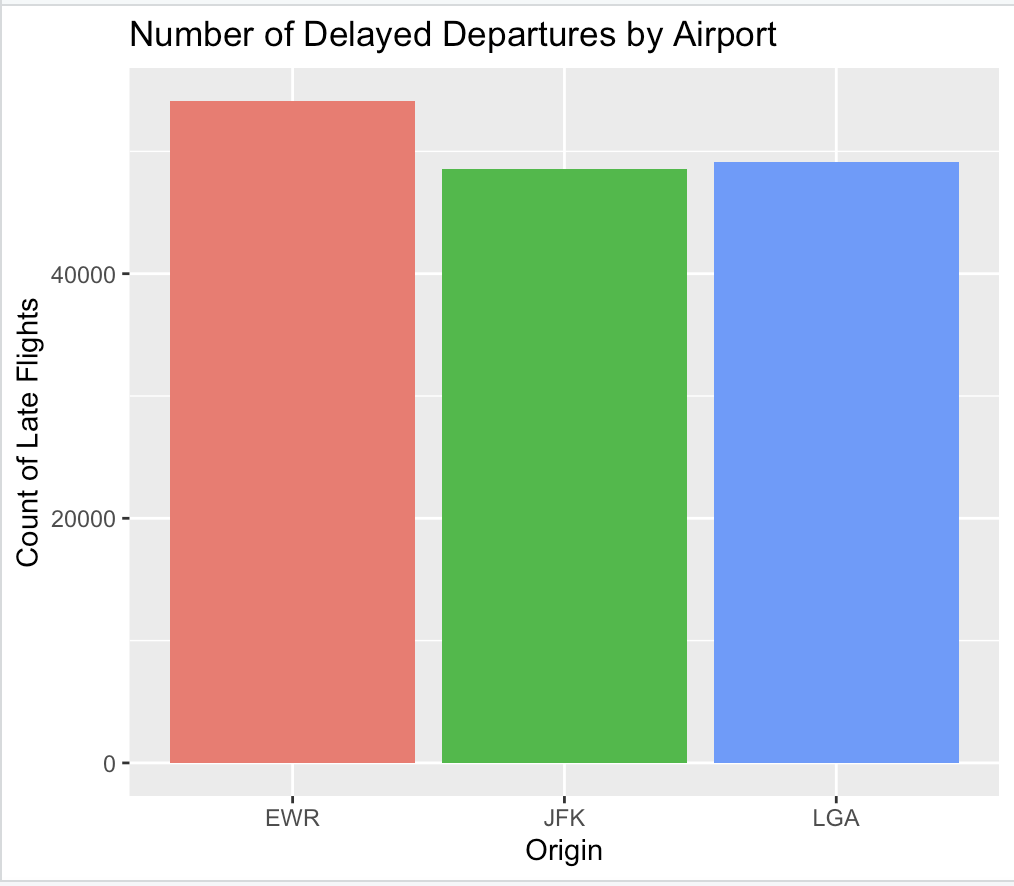 Number of Delayed Departures by Airport
Count of Late Flights
40000
20000
0
EWR
JFK
LGA
Origin